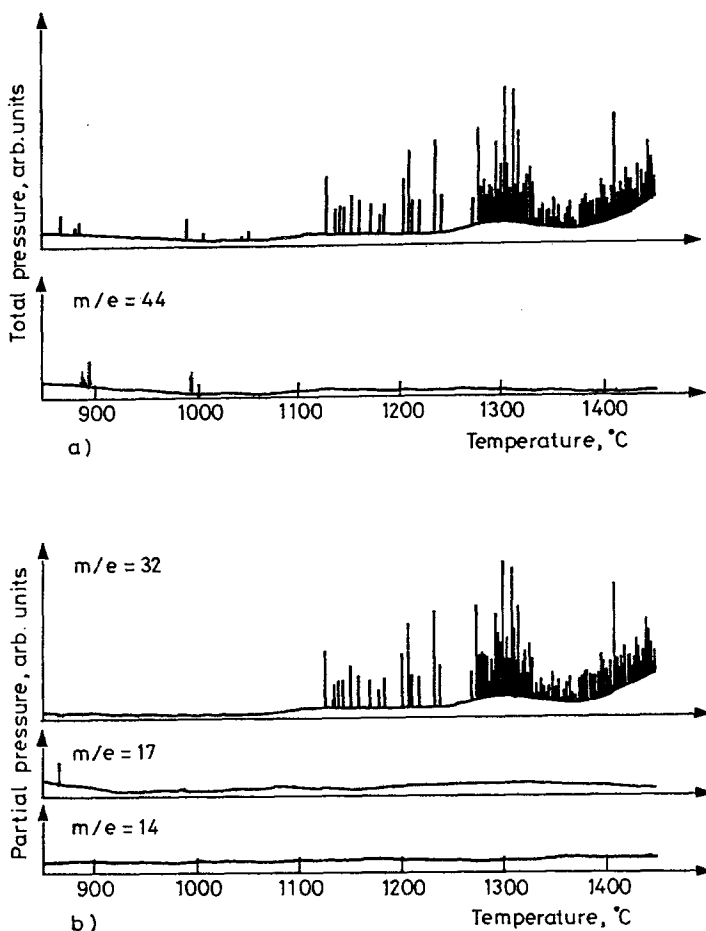 Total pressure, arb. units
m/e = 44
900 1000 1100 1200 1300 1400
Temperature, °C
a)
Partial pressure, arb. units
m/e = 32
m/e = 17
m/e = 14
900 1000 1100 1200 1300 1400
Temperature, °C
b)